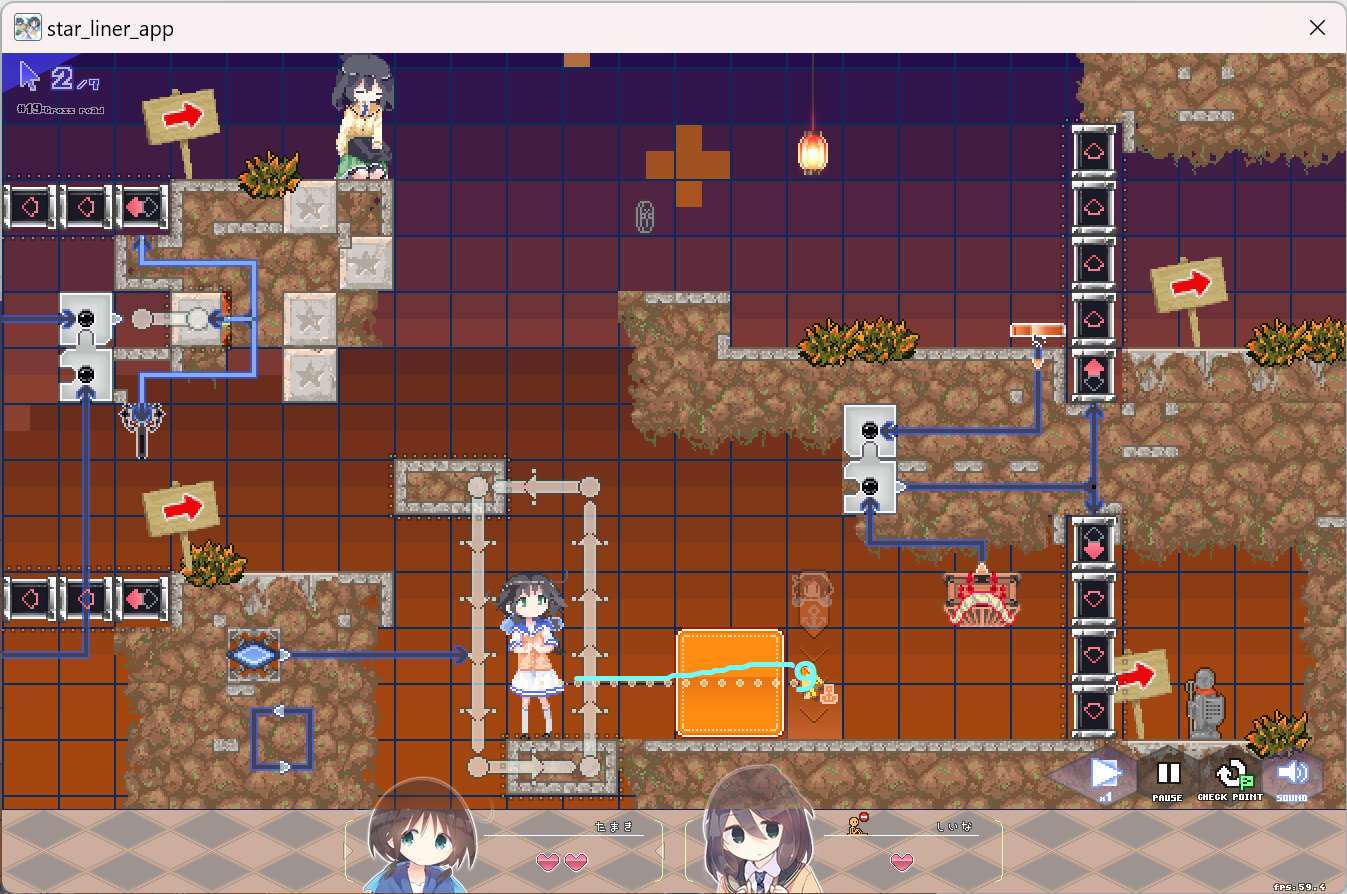 star_liner_app
2/7
#19:Cross road
9
x1
PAUSE
CHECK POINT
SOUND
たまき
しいな
fps:59.4